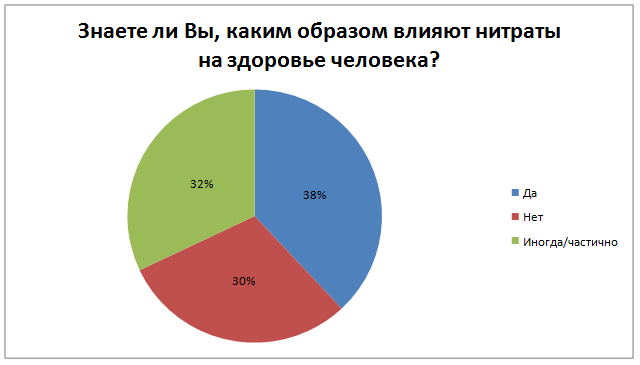 Знаете ли Вы, каким образом влияют нитраты
на здоровье человека?
32%
38%
30%
Да
Нет
Иногда/частично